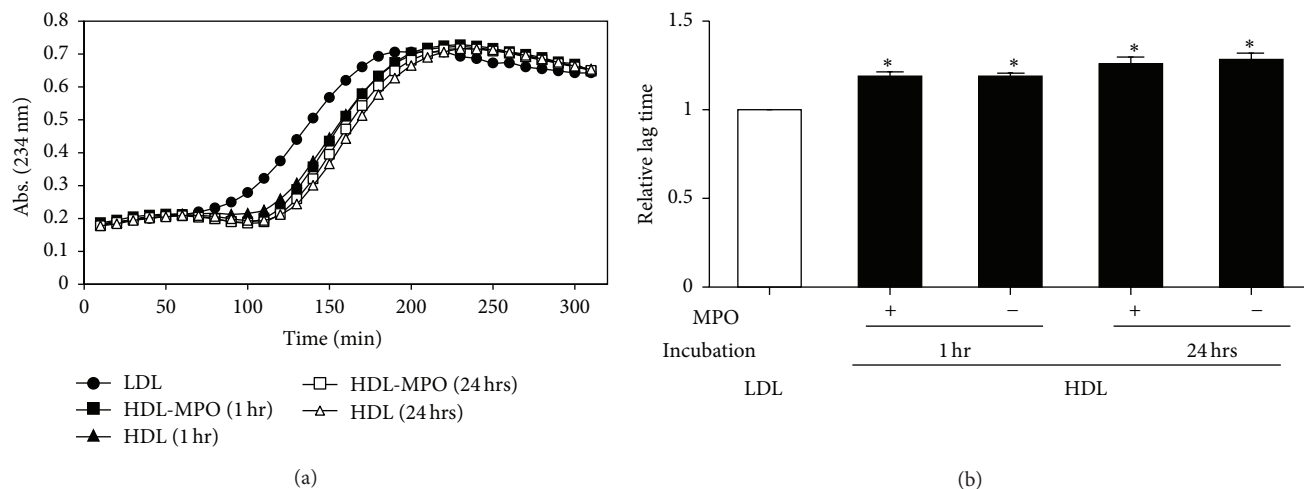 0.8
0.7
0.6
0.5
0.4
0.3
0.2
0.1
0
Abs. (234 nm)
0 50 100 150 200 250 300
Time (min)
LDL
HDL-MPO (1 hr)
HDL (1 hr)
HDL-MPO (24 hrs)
HDL (24 hrs)
(a)
1.5
1
0.5
0
Relative lag time
* * * *
MPO + − + −
Incubation 1 hr 24 hrs
LDL HDL
(b)